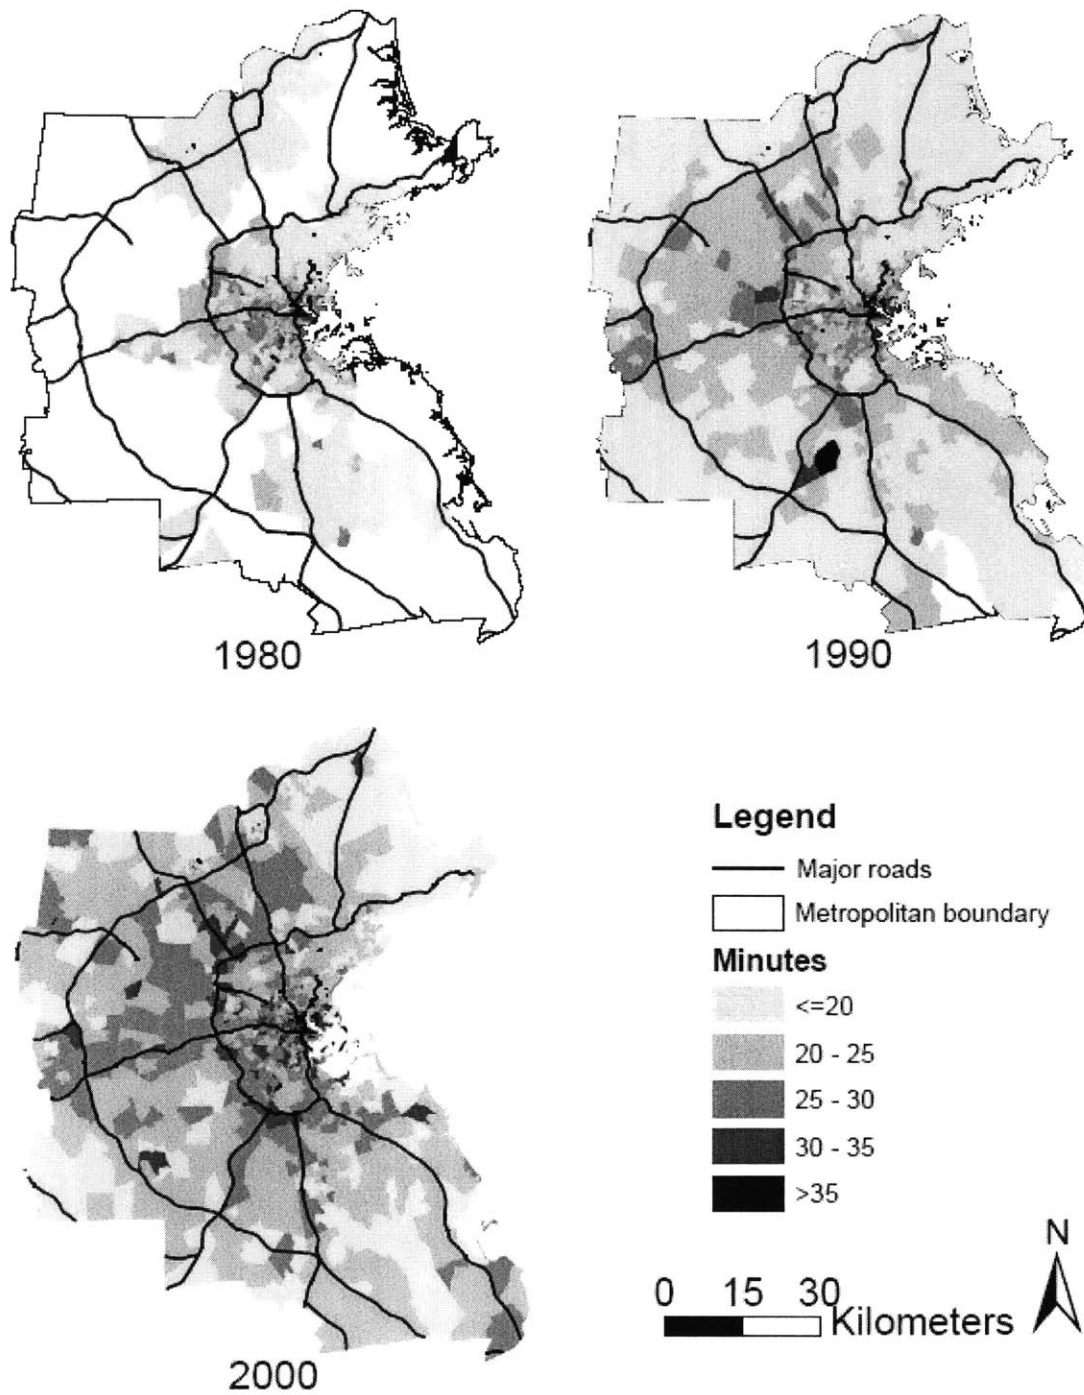 1980
1990
2000
Legend
Major roads
Metropolitan boundary
Minutes
<=20
20 - 25
25 - 30
30 - 35
>35
N
0 15 30
Kilometers